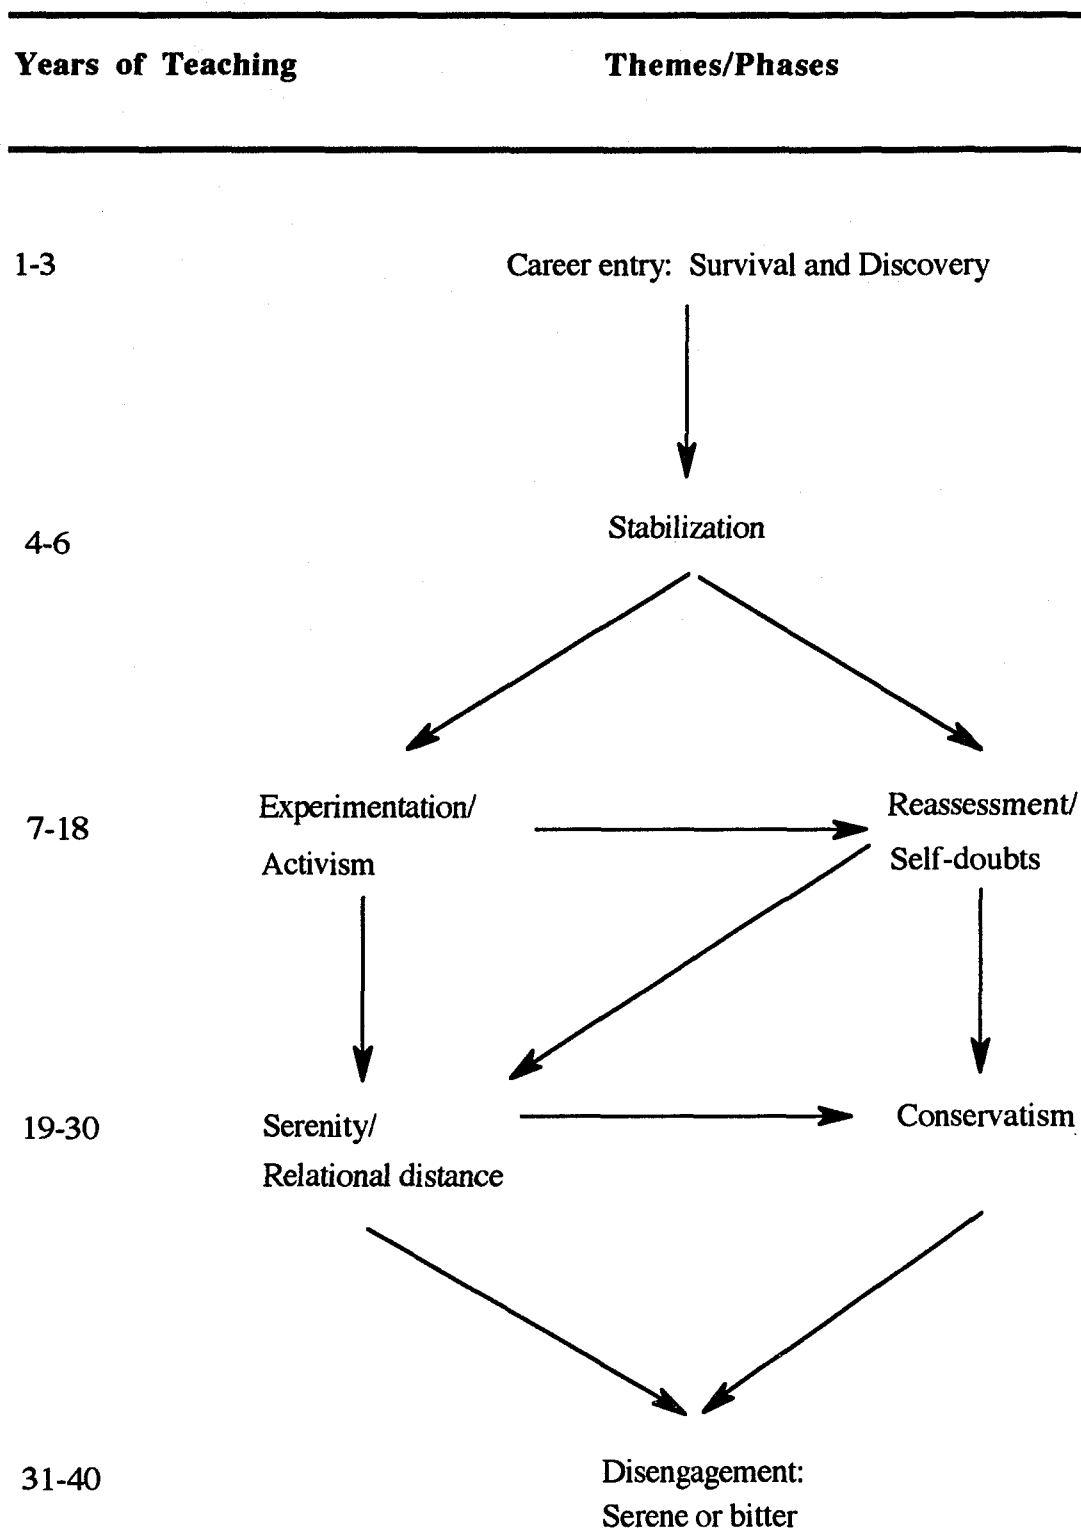 Years of Teaching Themes/Phases
1-3 Career entry: Survival and Discovery
4-6 Stabilization
7-18 Experimentation/ Reassessment/
Activism Self-doubts
19-30 Serenity/ Conservatism
Relational distance
31-40 Disengagement:
Serene or bitter